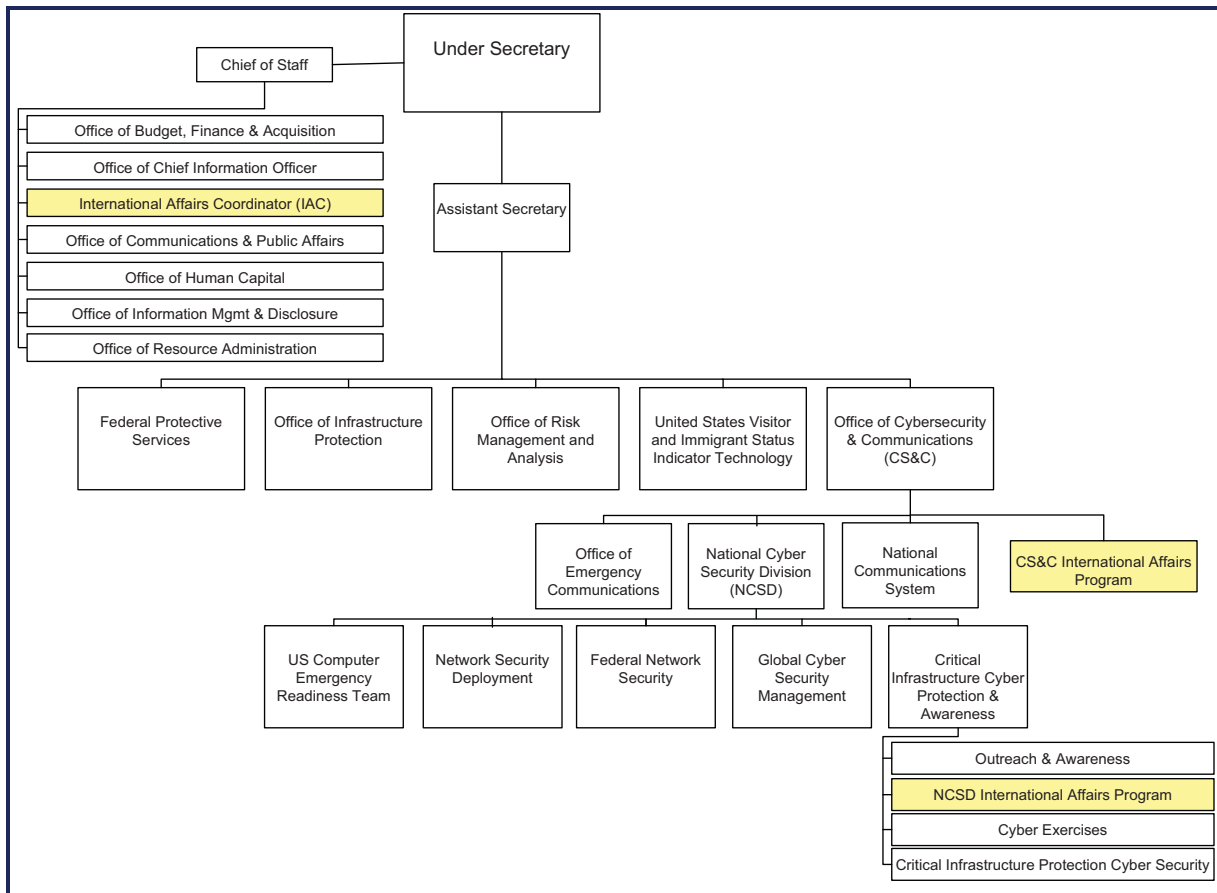 Under Secretary
Chief of Staff
Office of Budget, Finance & Acquisition
Office of Chief Information Officer
International Affairs Coordinator (IAC)
Office of Communications & Public Affairs
Office of Human Capital
Office of Information Mgmt & Disclosure
Office of Resource Administration
Assistant Secretary
Federal Protective
Services
Office of Infrastructure
Protection
Office of Risk
Management and
Analysis
United States Visitor
and Immigrant Status
Indicator Technology
Office of Cybersecurity
& Communications
(CS&C)
Office of
Emergency
Communications
National Cyber
Security Division
(NCSD)
National
Communications
System
CS&C International Affairs
Program
US Computer
Emergency
Readiness Team
Network Security
Deployment
Federal Network
Security
Global Cyber
Security
Management
Critical
Infrastructure Cyber
Protection &
Awareness
Outreach & Awareness
NCSD International Affairs Program
Cyber Exercises
Critical Infrastructure Protection Cyber Security